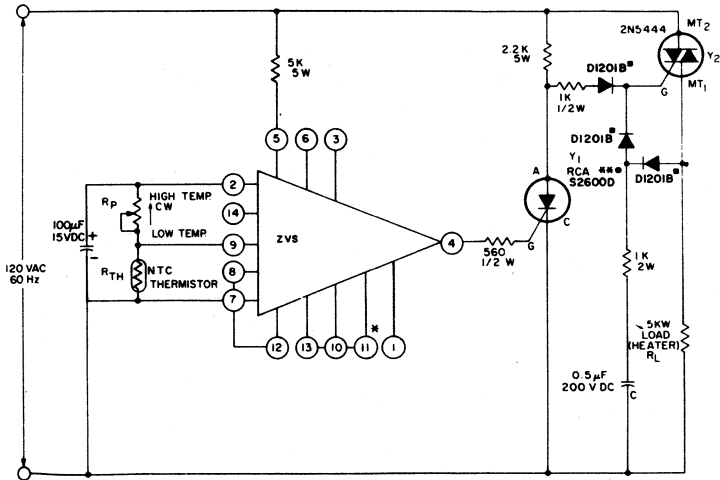 2N5444
MT2
Y2
MT1
G
2.2K
5W
5K
5W
1K
1/2W
D1201B■
D1201B■
D1201B■
Y1
RCA **●
S2600D
A
C
G
5
6
3
2
14
9
8
7
ZVS
4
12
13
10
11
*
1
RP
HIGH TEMP.
CW
LOW TEMP.
RTH
NTC
THERMISTOR
100μF
15VDC
+
-
120 VAC
60 Hz
560
1/2 W
1K
2W
5KW
LOAD
(HEATER)
RL
0.5μF
200 V DC
C